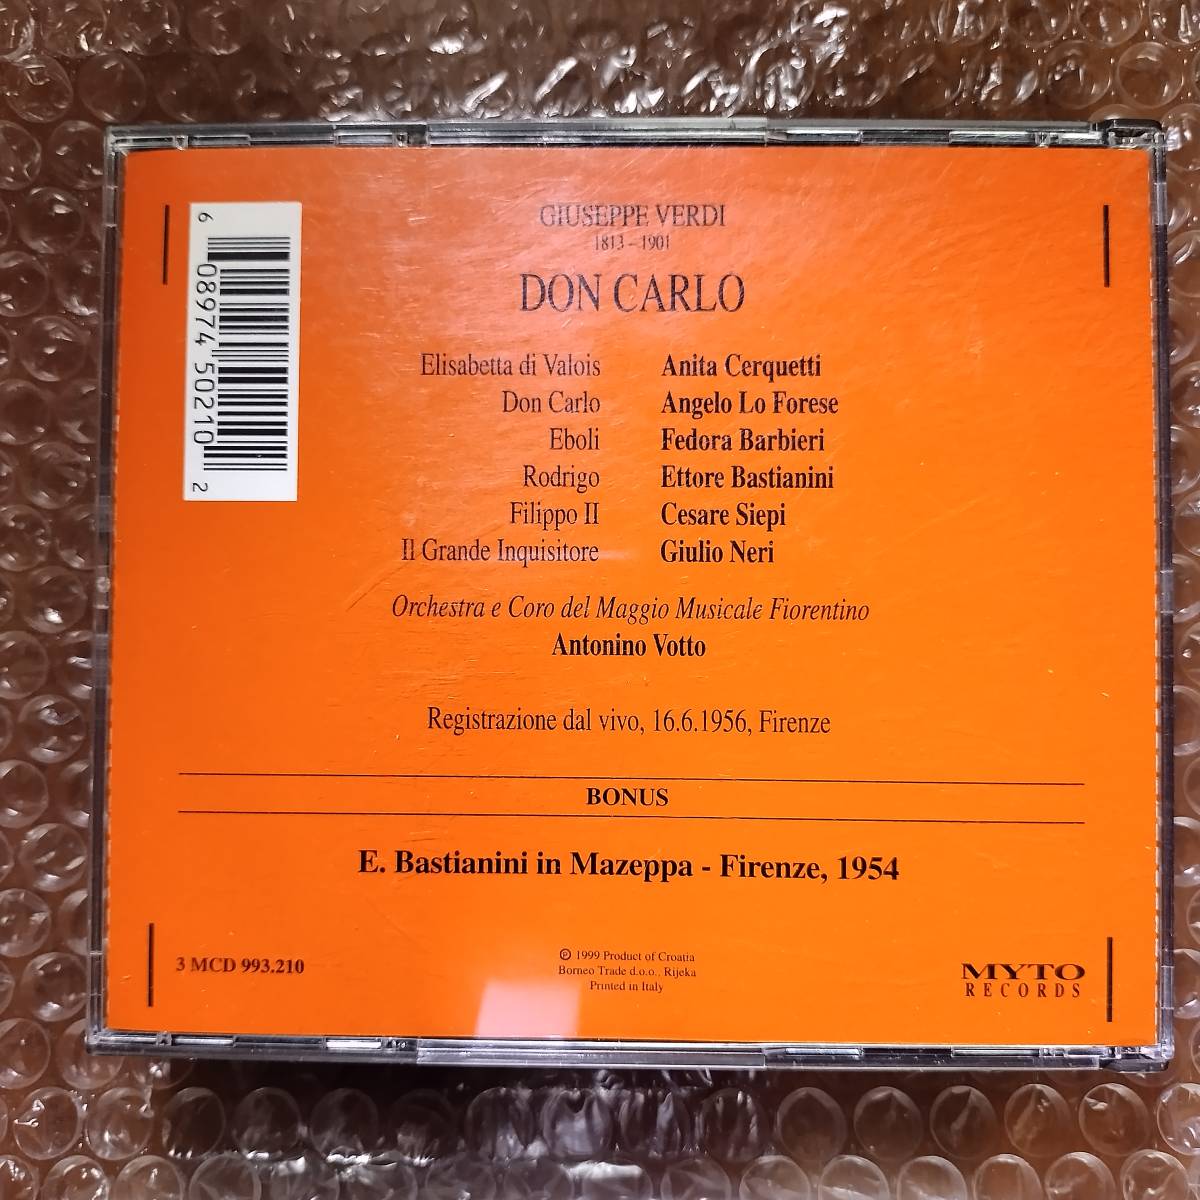 GIUSEPPE VERDI
1813 - 1901
DON CARLO
Elisabetta di Valois Anita Cerquetti
Don Carlo Angelo Lo Forese
Eboli Fedora Barbieri
Rodrigo Ettore Bastianini
Filippo II Cesare Siepi
Il Grande Inquisitore Giulio Neri
Orchestra e Coro del Maggio Musicale Fiorentino
Antonino Votto
Registrazione dal vivo, 16.6.1956, Firenze
BONUS
E. Bastianini in Mazeppa - Firenze, 1954
3 MCD 993.210
℗ 1999 Product of Croatia
Borneo Trade d.o.o.. Rijeka
Printed in Italy
MYTO
RECORDS
6 08974 50210 2